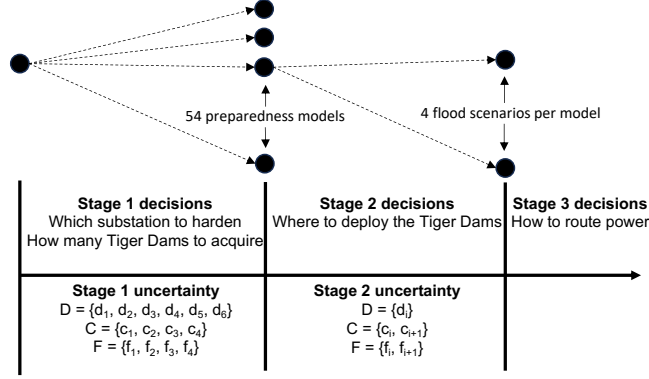 54 preparedness models
4 flood scenarios per model
Stage 1 decisions
Which substation to harden
How many Tiger Dams to acquire
Stage 2 decisions
Where to deploy the Tiger Dams
Stage 3 decisions
How to route power
Stage 1 uncertainty
D = {d₁, d₂, d₃, d₄, d₅, d₆}
C = {c₁, c₂, c₃, c₄}
F = {f₁, f₂, f₃, f₄}
Stage 2 uncertainty
D = {dᵢ}
C = {cᵢ, cᵢ₊₁}
F = {fᵢ, fᵢ₊₁}